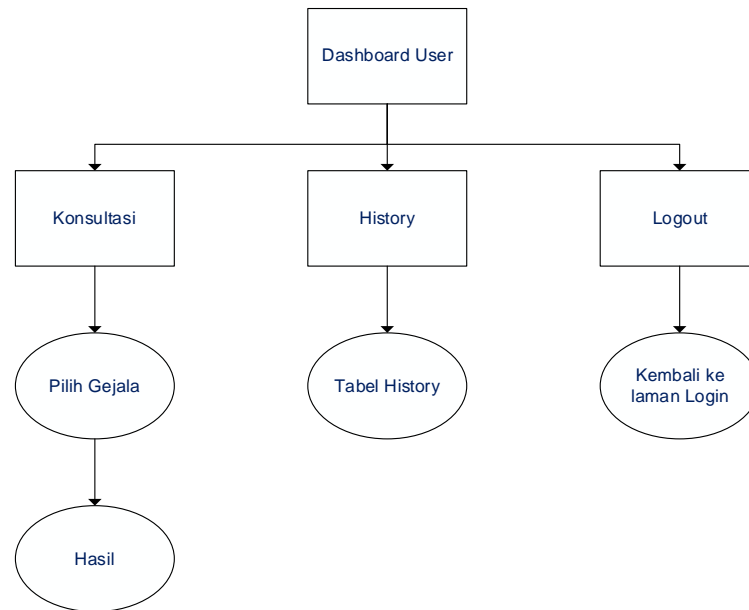 Dashboard User
Konsultasi
History
Logout
Pilih Gejala
Tabel History
Kembali ke
laman Login
Hasil